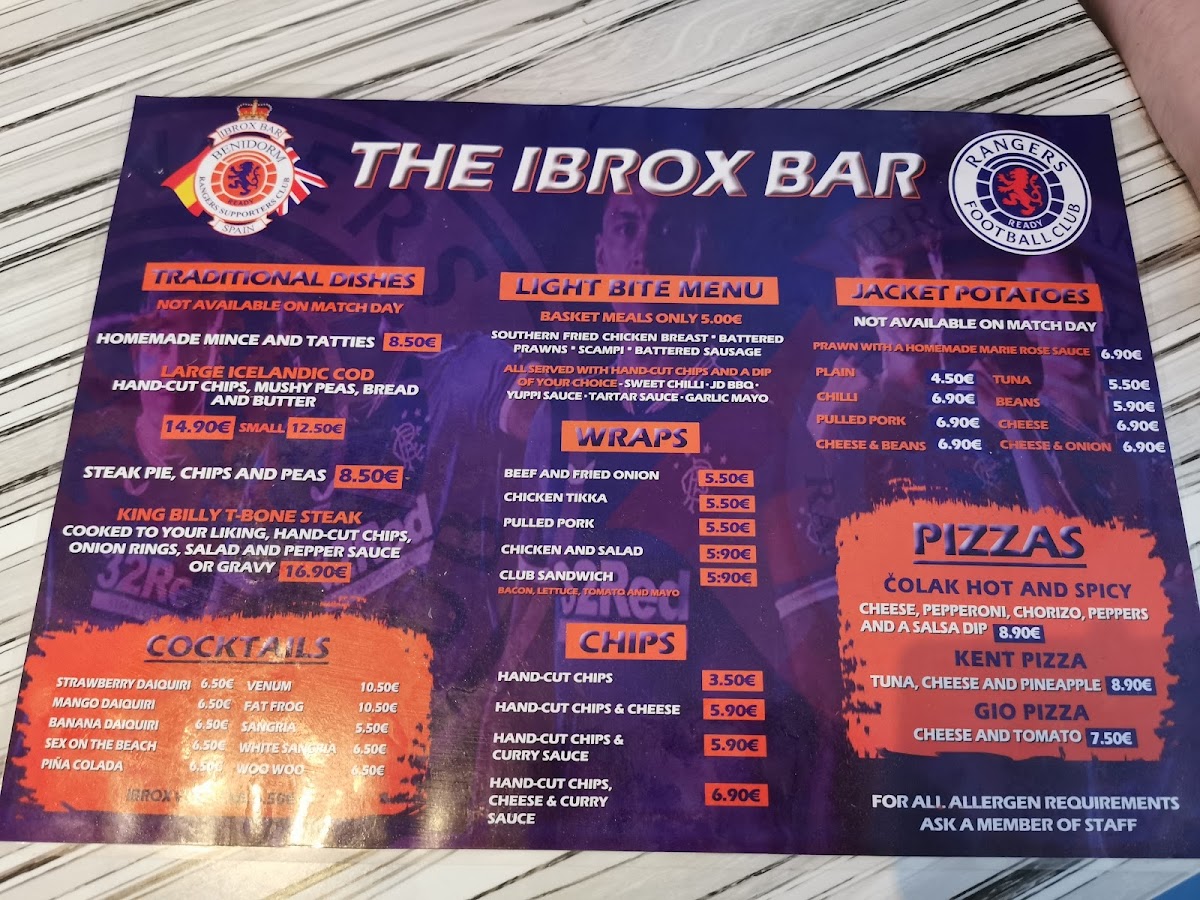 IBROX BAR
BENIDORM
READY
RANGERS SUPPORTERS CLUB
SPAIN
THE IBROX BAR
RANGERS
READY
FOOTBALL CLUB
TRADITIONAL DISHES
NOT AVAILABLE ON MATCH DAY
HOMEMADE MINCE AND TATTIES 8.50€
LARGE ICELANDIC COD
HAND-CUT CHIPS, MUSHY PEAS, BREAD
AND BUTTER
14.90€ SMALL 12.50€
STEAK PIE, CHIPS AND PEAS 8.50€
KING BILLY T-BONE STEAK
COOKED TO YOUR LIKING, HAND-CUT CHIPS,
ONION RINGS, SALAD AND PEPPER SAUCE
OR GRAVY 16.90€
32Red
COCKTAILS
STRAWBERRY DAIQUIRI 6.50€ VENUM 10.50€
MANGO DAIQUIRI 6.50€ FAT FROG 10.50€
BANANA DAIQUIRI 6.50€ SANGRIA 5.50€
SEX ON THE BEACH 6.50€ WHITE SANGRIA 6.50€
PIÑA COLADA 6.50€ WOO WOO 6.50€
IBROX
LIGHT BITE MENU
BASKET MEALS ONLY 5.00€
SOUTHERN FRIED CHICKEN BREAST * BATTERED
PRAWNS * SCAMPI * BATTERED SAUSAGE
ALL SERVED WITH HAND-CUT CHIPS AND A DIP
OF YOUR CHOICE - SWEET CHILLI · JD BBQ ·
YUPPI SAUCE · TARTAR SAUCE · GARLIC MAYO
WRAPS
BEEF AND FRIED ONION 5.50€
CHICKEN TIKKA 5.50€
PULLED PORK 5.50€
CHICKEN AND SALAD 5:90€
CLUB SANDWICH 5:90€
BACON, LETTUCE, TOMATO AND MAYO
32Red
CHIPS
HAND-CUT CHIPS 3.50€
HAND-CUT CHIPS & CHEESE 5.90€
HAND-CUT CHIPS &
CURRY SAUCE 5.90€
HAND-CUT CHIPS,
CHEESE & CURRY
SAUCE 6.90€
JACKET POTATOES
NOT AVAILABLE ON MATCH DAY
PRAWN WITH A HOMEMADE MARIE ROSE SAUCE 6.90€
PLAIN 4.50€ TUNA 5.50€
CHILLI 6.90€ BEANS 5.90€
PULLED PORK 6.90€ CHEESE 6.90€
CHEESE & BEANS 6.90€ CHEESE & ONION 6.90€
PIZZAS
ČOLAK HOT AND SPICY
CHEESE, PEPPERONI, CHORIZO, PEPPERS
AND A SALSA DIP 8.90€
KENT PIZZA
TUNA, CHEESE AND PINEAPPLE 8.90€
GIO PIZZA
CHEESE AND TOMATO 7.50€
FOR ALL ALLERGEN REQUIREMENTS
ASK A MEMBER OF STAFF